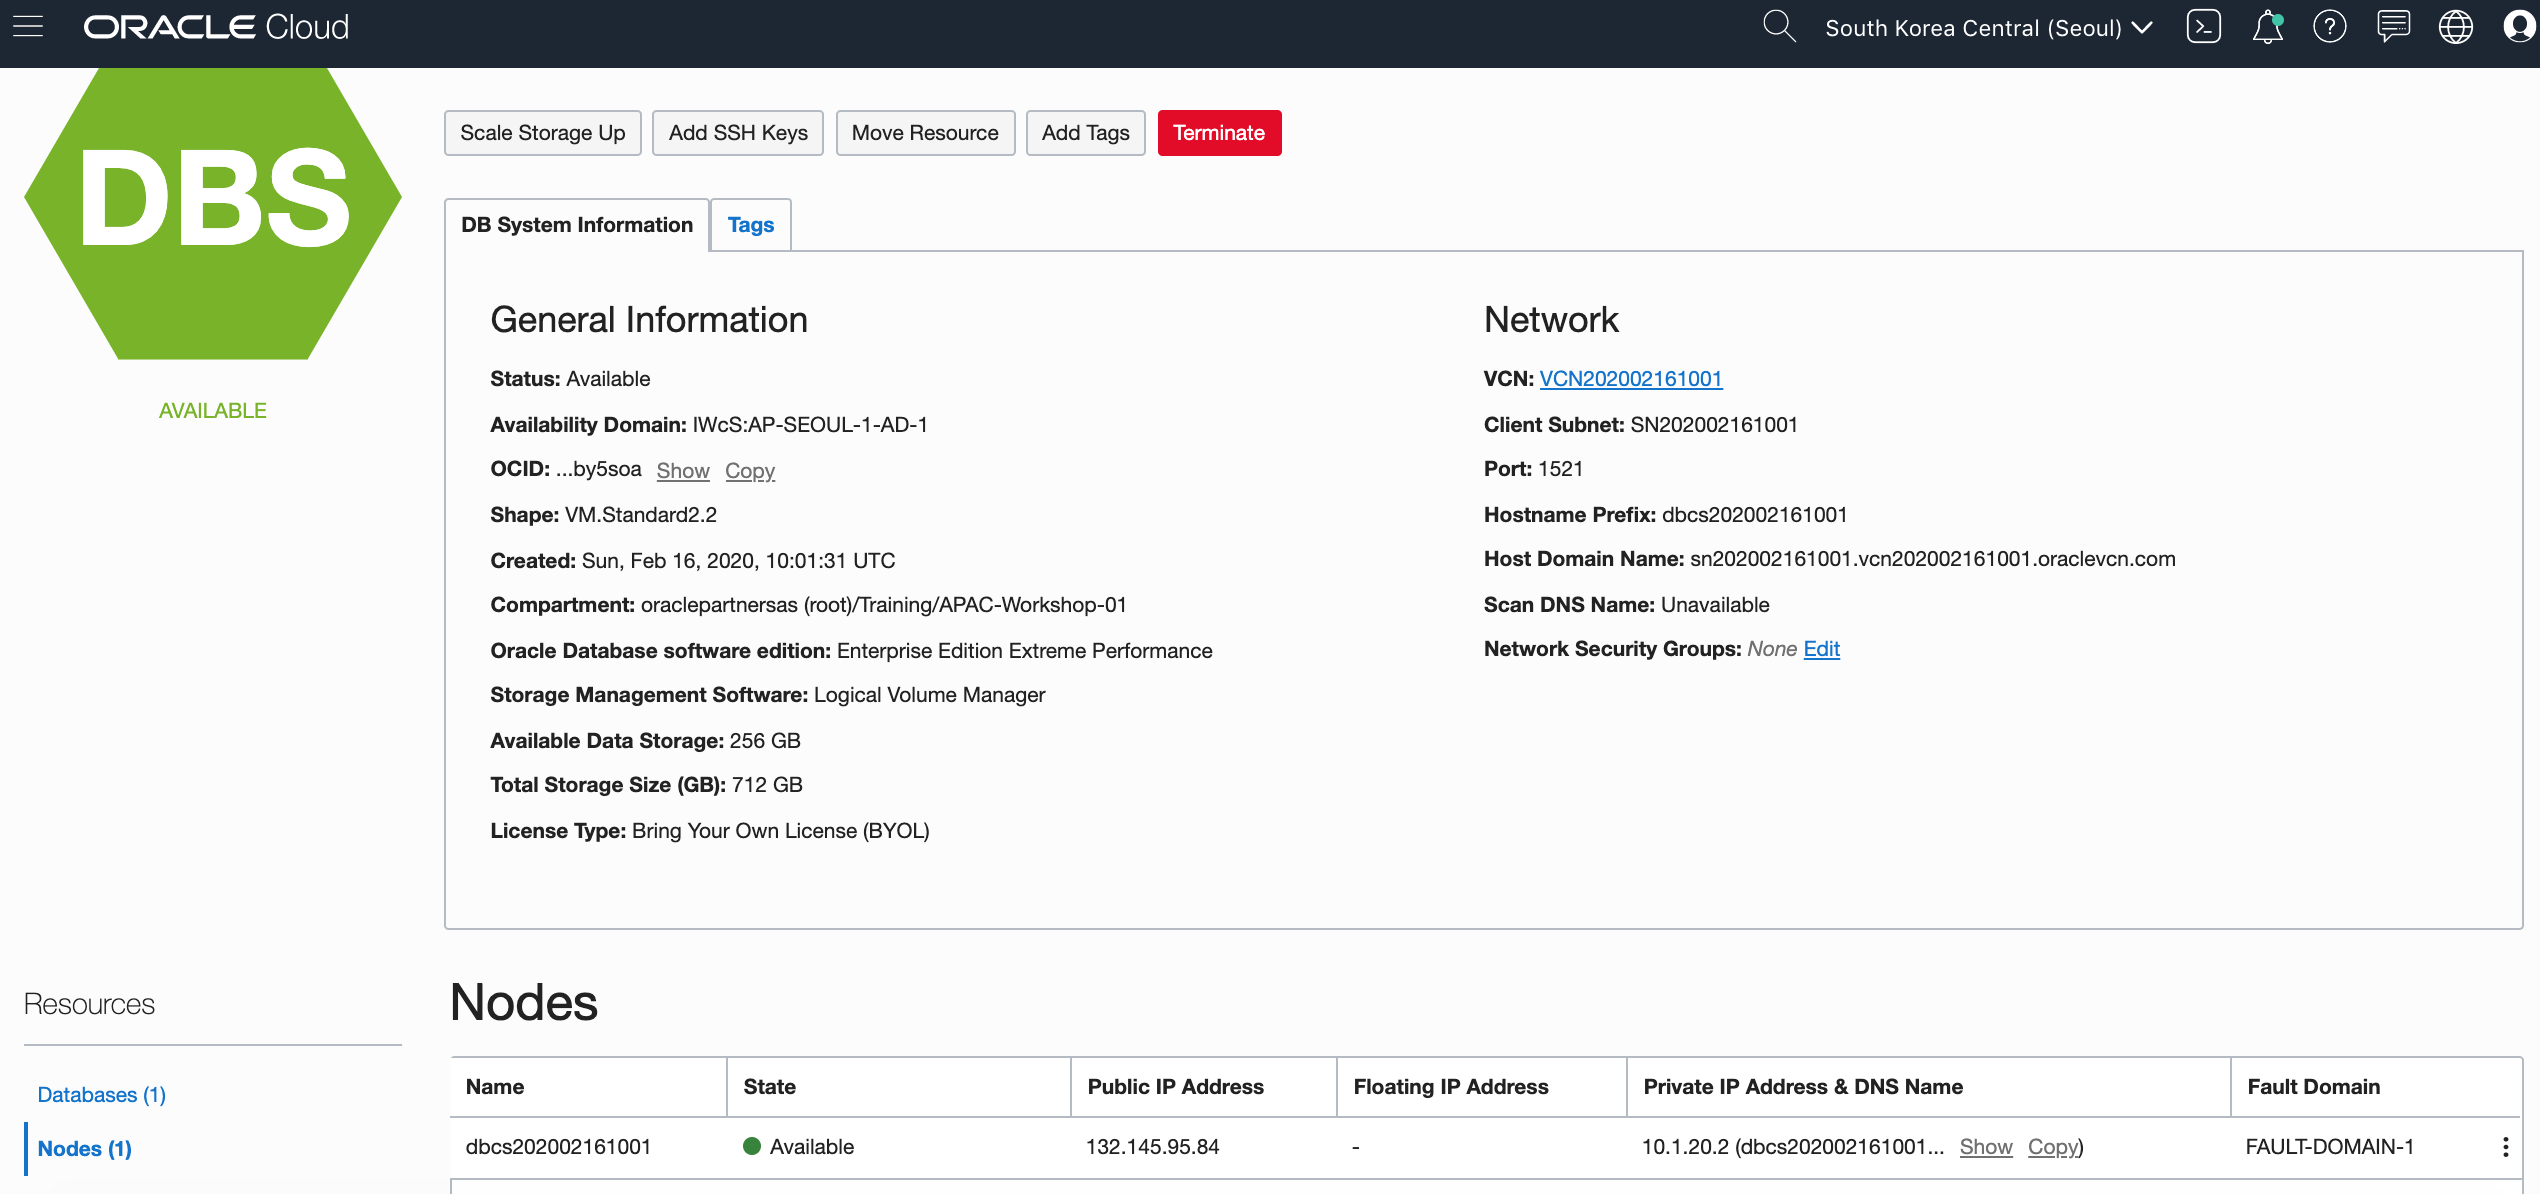 ORACLE Cloud
South Korea Central (Seoul)
DBS
AVAILABLE
Scale Storage Up
Add SSH Keys
Move Resource
Add Tags
Terminate
DB System Information
Tags
General Information
Status: Available
Availability Domain: IWcS:AP-SEOUL-1-AD-1
OCID: ...by5soa Show Copy
Shape: VM.Standard2.2
Created: Sun, Feb 16, 2020, 10:01:31 UTC
Compartment: oraclepartnersas (root)/Training/APAC-Workshop-01
Oracle Database software edition: Enterprise Edition Extreme Performance
Storage Management Software: Logical Volume Manager
Available Data Storage: 256 GB
Total Storage Size (GB): 712 GB
License Type: Bring Your Own License (BYOL)
Network
VCN: VCN202002161001
Client Subnet: SN202002161001
Port: 1521
Hostname Prefix: dbcs202002161001
Host Domain Name: sn202002161001.vcn202002161001.oraclevcn.com
Scan DNS Name: Unavailable
Network Security Groups: None Edit
Resources
Databases (1)
Nodes (1)
Nodes
Name State Public IP Address Floating IP Address Private IP Address & DNS Name Fault Domain
dbcs202002161001 Available 132.145.95.84 - 10.1.20.2 (dbcs202002161001... Show Copy) FAULT-DOMAIN-1